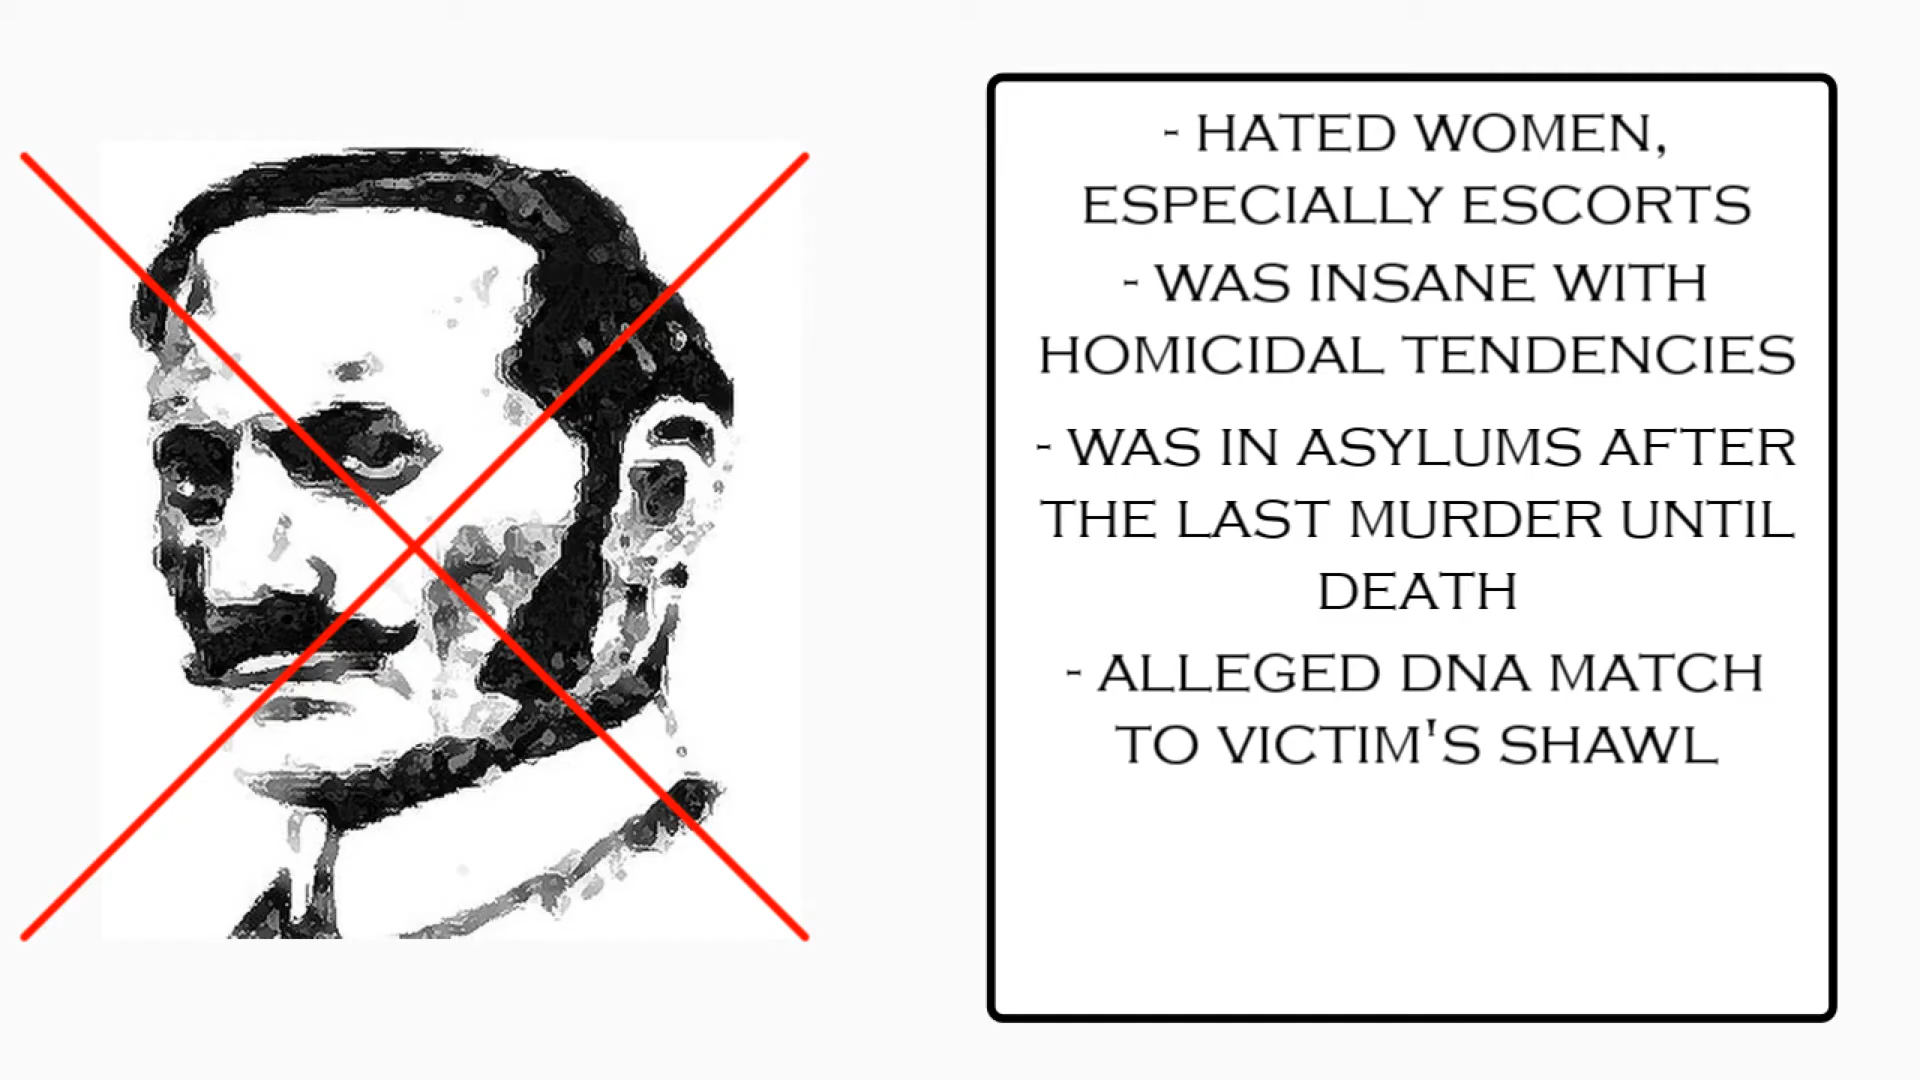 - HATED WOMEN,
ESPECIALLY ESCORTS
- WAS INSANE WITH
HOMICIDAL TENDENCIES
- WAS IN ASYLUMS AFTER
THE LAST MURDER UNTIL
DEATH
- ALLEGED DNA MATCH
TO VICTIM'S SHAWL